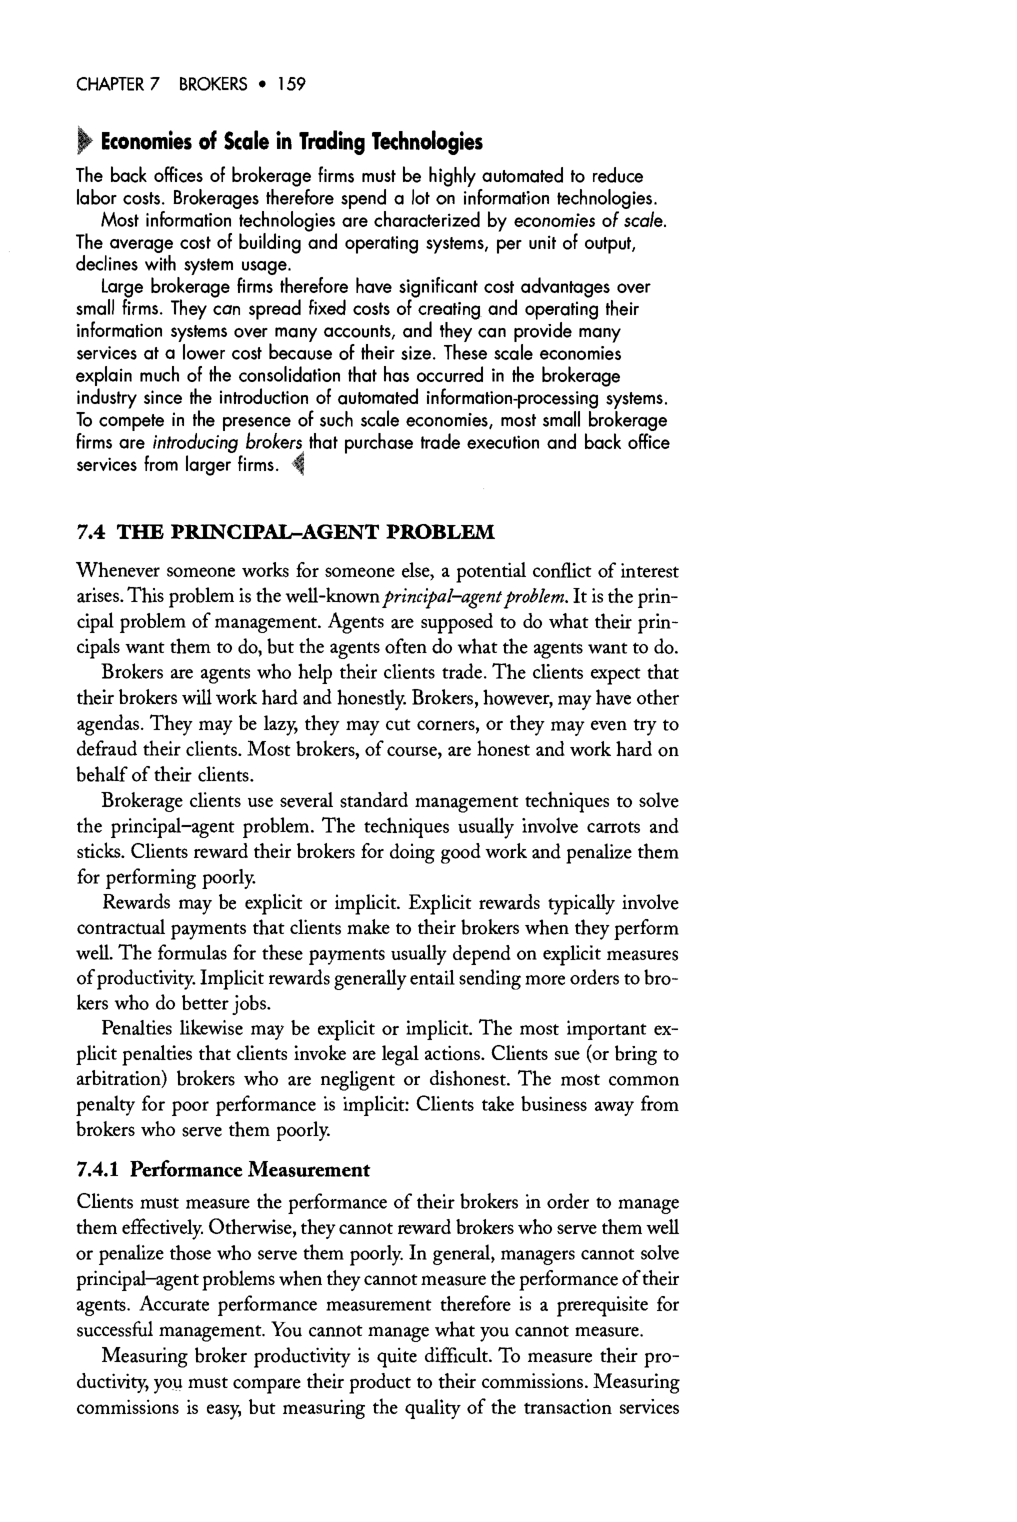 CHAPTER 7 BROKERS • 159
Economies of Scale in Trading Technologies
The back offices of brokerage firms must be highly automated to reduce
labor costs. Brokerages therefore spend a lot on information technologies.
Most information technologies are characterized by economies of scale.
The average cost of building and operating systems, per unit of output,
declines with system usage.
Large brokerage firms therefore have significant cost advantages over
small firms. They can spread fixed costs of creating and operating their
information systems over many accounts, and they can provide many
services at a lower cost because of their size. These scale economies
explain much of the consolidation that has occurred in the brokerage
industry since the introduction of automated information-processing systems.
To compete in the presence of such scale economies, most small brokerage
firms are introducing brokers that purchase trade execution and back office
services from larger firms.
7.4 THE PRINCIPAL–AGENT PROBLEM
Whenever someone works for someone else, a potential conflict of interest
arises. This problem is the well-known principal–agent problem. It is the prin-
cipal problem of management. Agents are supposed to do what their prin-
cipals want them to do, but the agents often do what the agents want to do.
Brokers are agents who help their clients trade. The clients expect that
their brokers will work hard and honestly. Brokers, however, may have other
agendas. They may be lazy, they may cut corners, or they may even try to
defraud their clients. Most brokers, of course, are honest and work hard on
behalf of their clients.
Brokerage clients use several standard management techniques to solve
the principal–agent problem. The techniques usually involve carrots and
sticks. Clients reward their brokers for doing good work and penalize them
for performing poorly.
Rewards may be explicit or implicit. Explicit rewards typically involve
contractual payments that clients make to their brokers when they perform
well. The formulas for these payments usually depend on explicit measures
of productivity. Implicit rewards generally entail sending more orders to bro-
kers who do better jobs.
Penalties likewise may be explicit or implicit. The most important ex-
plicit penalties that clients invoke are legal actions. Clients sue (or bring to
arbitration) brokers who are negligent or dishonest. The most common
penalty for poor performance is implicit: Clients take business away from
brokers who serve them poorly.
7.4.1 Performance Measurement
Clients must measure the performance of their brokers in order to manage
them effectively. Otherwise, they cannot reward brokers who serve them well
or penalize those who serve them poorly. In general, managers cannot solve
principal–agent problems when they cannot measure the performance of their
agents. Accurate performance measurement therefore is a prerequisite for
successful management. You cannot manage what you cannot measure.
Measuring broker productivity is quite difficult. To measure their pro-
ductivity, you must compare their product to their commissions. Measuring
commissions is easy, but measuring the quality of the transaction services